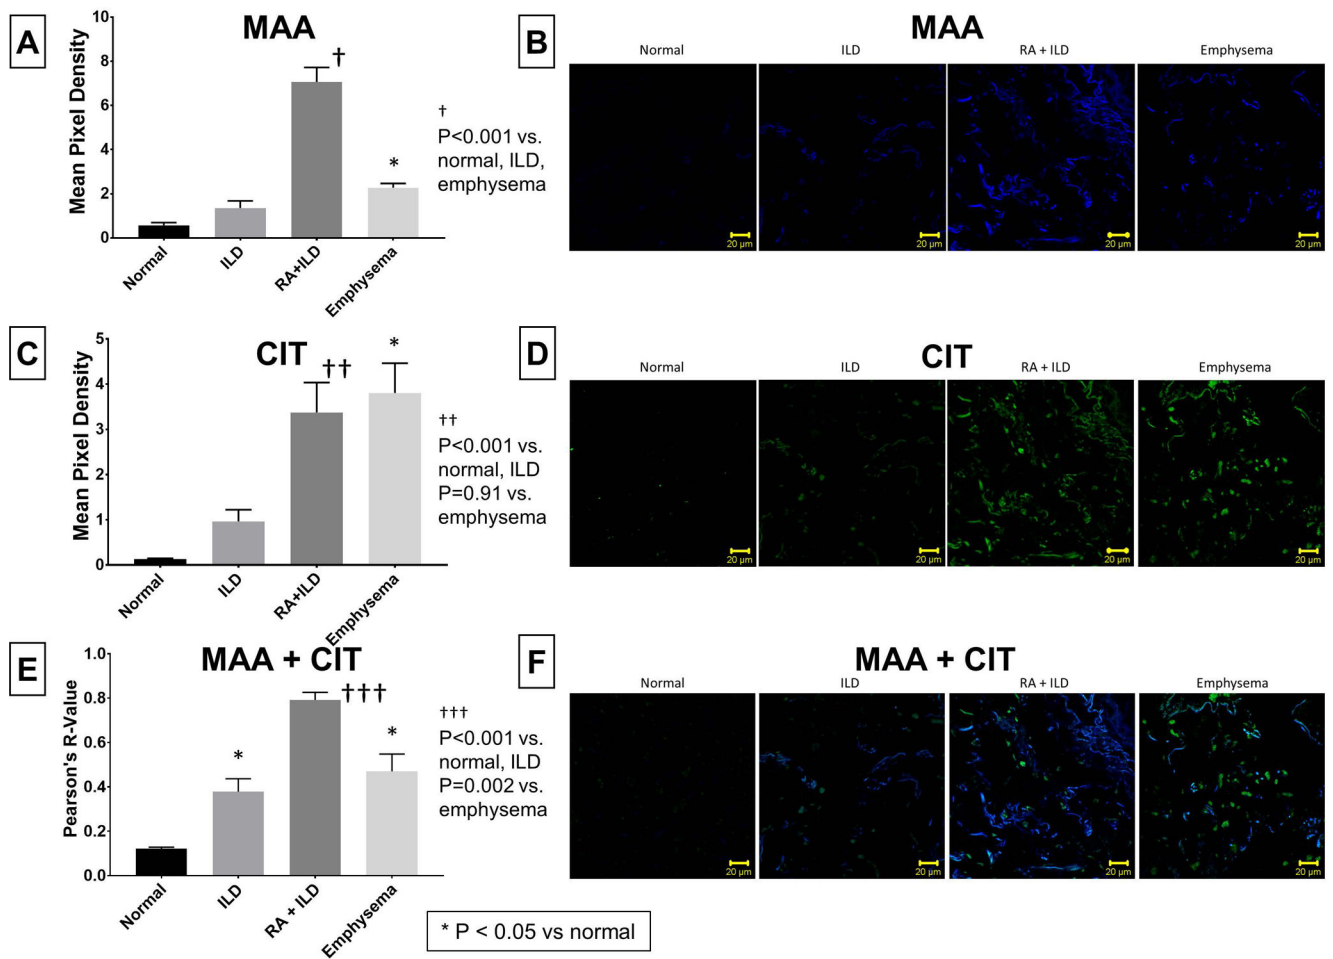 A
MAA
Mean Pixel Density
10
8
6
4
2
0
†
*
Normal
ILD
RA+ILD
Emphysema
†
P<0.001 vs.
normal, ILD,
emphysema
B
MAA
Normal
ILD
RA + ILD
Emphysema
20 µm
20 µm
20 µm
20 µm
C
CIT
Mean Pixel Density
5
4
3
2
1
0
††
*
Normal
ILD
RA+ILD
Emphysema
††
P<0.001 vs.
normal, ILD
P=0.91 vs.
emphysema
D
CIT
Normal
ILD
RA + ILD
Emphysema
20 µm
20 µm
20 µm
20 µm
E
MAA + CIT
Pearson's R-Value
1.0
0.8
0.6
0.4
0.2
0.0
*
†††
*
Normal
ILD
RA + ILD
Emphysema
†††
P<0.001 vs.
normal, ILD
P=0.002 vs.
emphysema
F
MAA + CIT
Normal
ILD
RA + ILD
Emphysema
20 µm
20 µm
20 µm
20 µm
* P < 0.05 vs normal